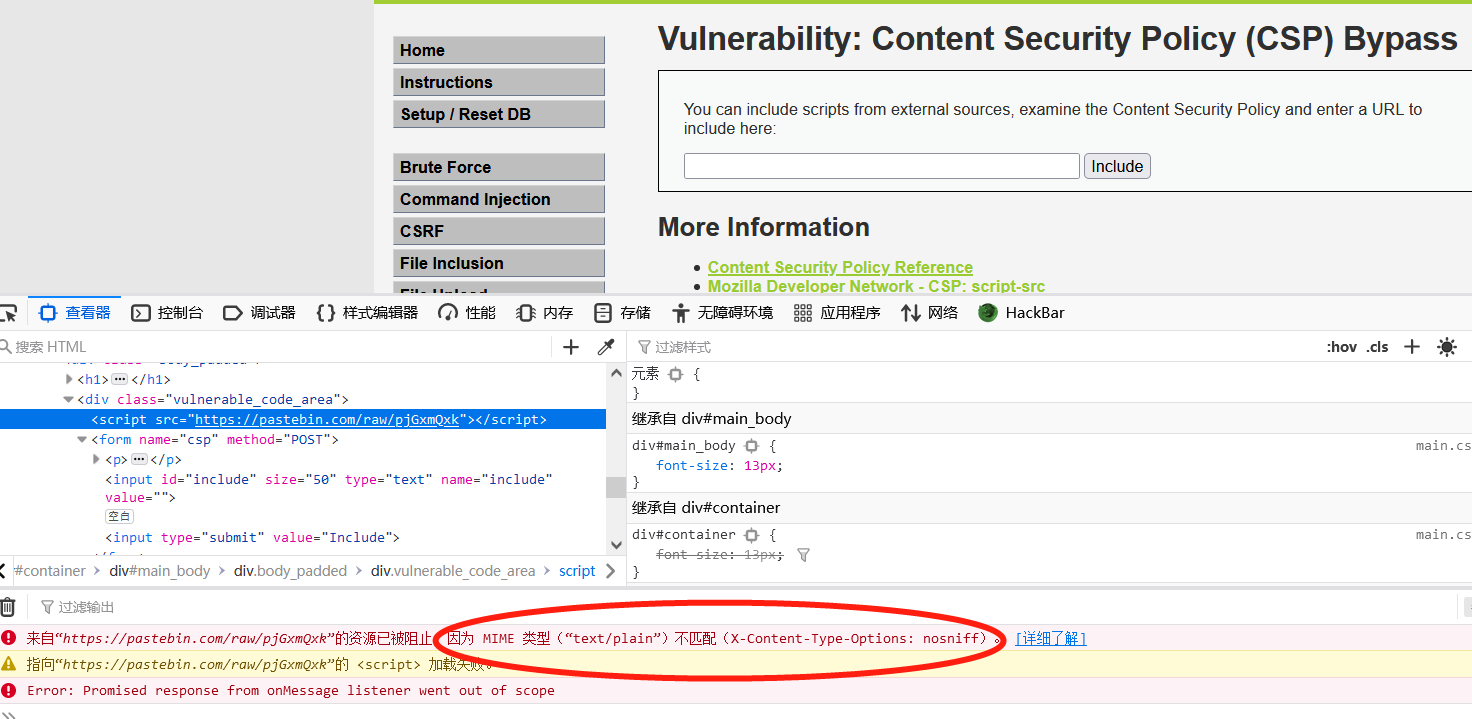 Vulnerability: Content Security Policy (CSP) Bypass
Home
Instructions
Setup / Reset DB
Brute Force
Command Injection
CSRF
File Inclusion
You can include scripts from external sources, examine the Content Security Policy and enter a URL to
include here:
Include
More Information
Content Security Policy Reference
Mozilla Developer Network - CSP: script-src
查看器 控制台 调试器 {} 样式编辑器 性能 内存 存储 无障碍环境 应用程序 网络 HackBar
搜索 HTML
<h1>…</h1>
<div class="vulnerable_code_area">
<script src="https://pastebin.com/raw/pjGxmQxk"></script>
<form name="csp" method="POST">
<p>…</p>
<input id="include" size="50" type="text" name="include"
value="">
空白
<input type="submit" value="Include">
#container > div#main_body > div.body_padded > div.vulnerable_code_area > script
过滤样式 :hov .cls
元素 {
}
继承自 div#main_body
div#main_body { main.cs
font-size: 13px;
}
继承自 div#container
div#container { main.cs
font-size: 13px;
}
过滤输出
来自“https://pastebin.com/raw/pjGxmQxk”的资源已被阻止，因为 MIME 类型（“text/plain”）不匹配（X-Content-Type-Options: nosniff）。 [详细了解]
指向“https://pastebin.com/raw/pjGxmQxk”的 <script> 加载失败。
Error: Promised response from onMessage listener went out of scope